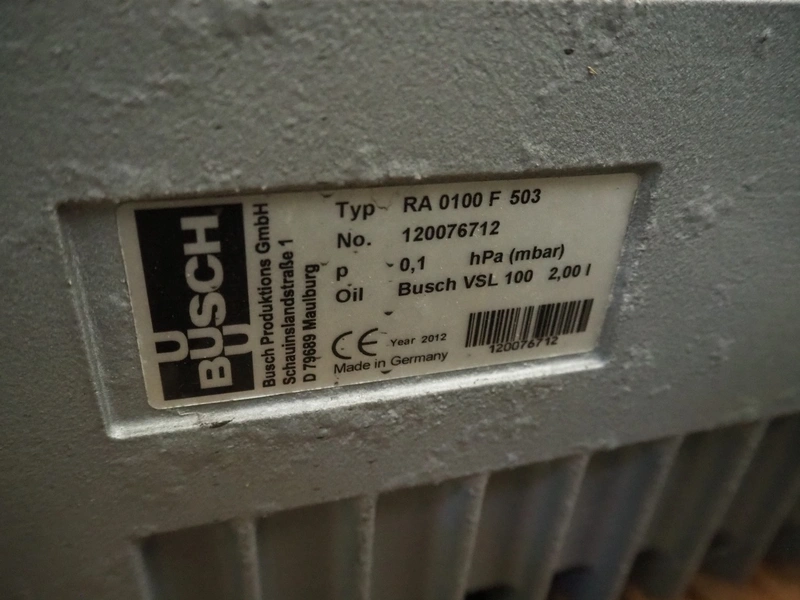 U
BUSCH
U
Busch Produktions GmbH
Schauinslandstraße 1
D 79689 Maulburg
Typ RA 0100 F 503
No. 120076712
p 0,1 hPa (mbar)
Oil Busch VSL 100 2,00 l
CE Year 2012
Made in Germany
120076712